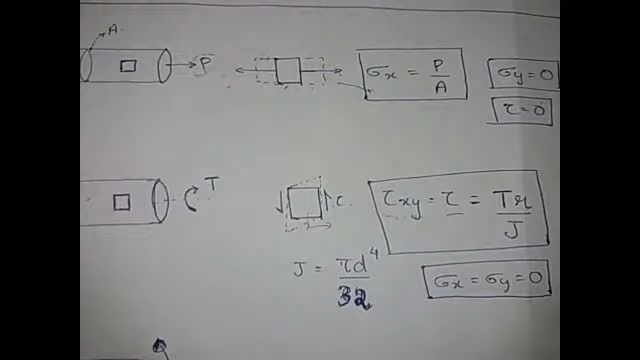 A
P
σx = P/A
σy = 0
τ = 0
T
τ
τxy = τ = Tr/J
J = πd⁴/32
σx = σy = 0